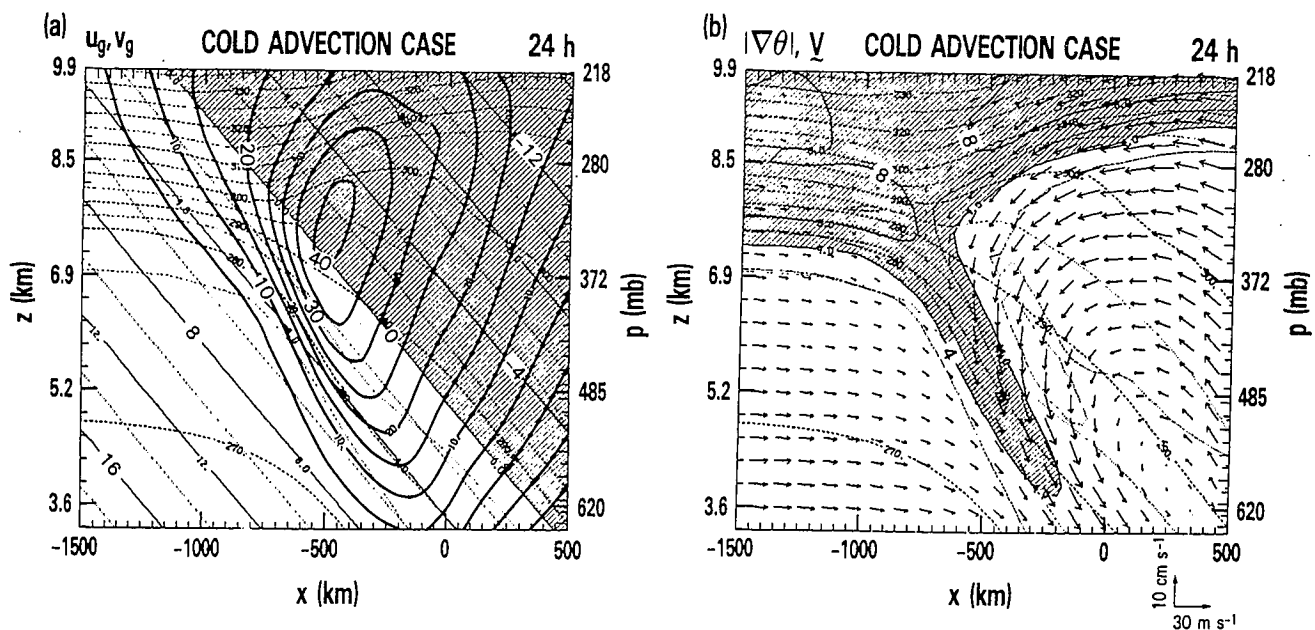 (a)
u_g, v_g COLD ADVECTION CASE 24 h
9.9
8.5
6.9
5.2
3.6
z (km)
218
280
372
485
620
p (mb)
20
10
30
40
0
8
16
-4
-12
270
280
-1500 -1000 -500 0 500
x (km)
(b)
|∇θ|, V COLD ADVECTION CASE 24 h
9.9
8.5
6.9
5.2
3.6
z (km)
218
280
372
485
620
p (mb)
8
8
4
270
-1500 -1000 -500 0 500
x (km)
10 cm s-1
30 m s-1